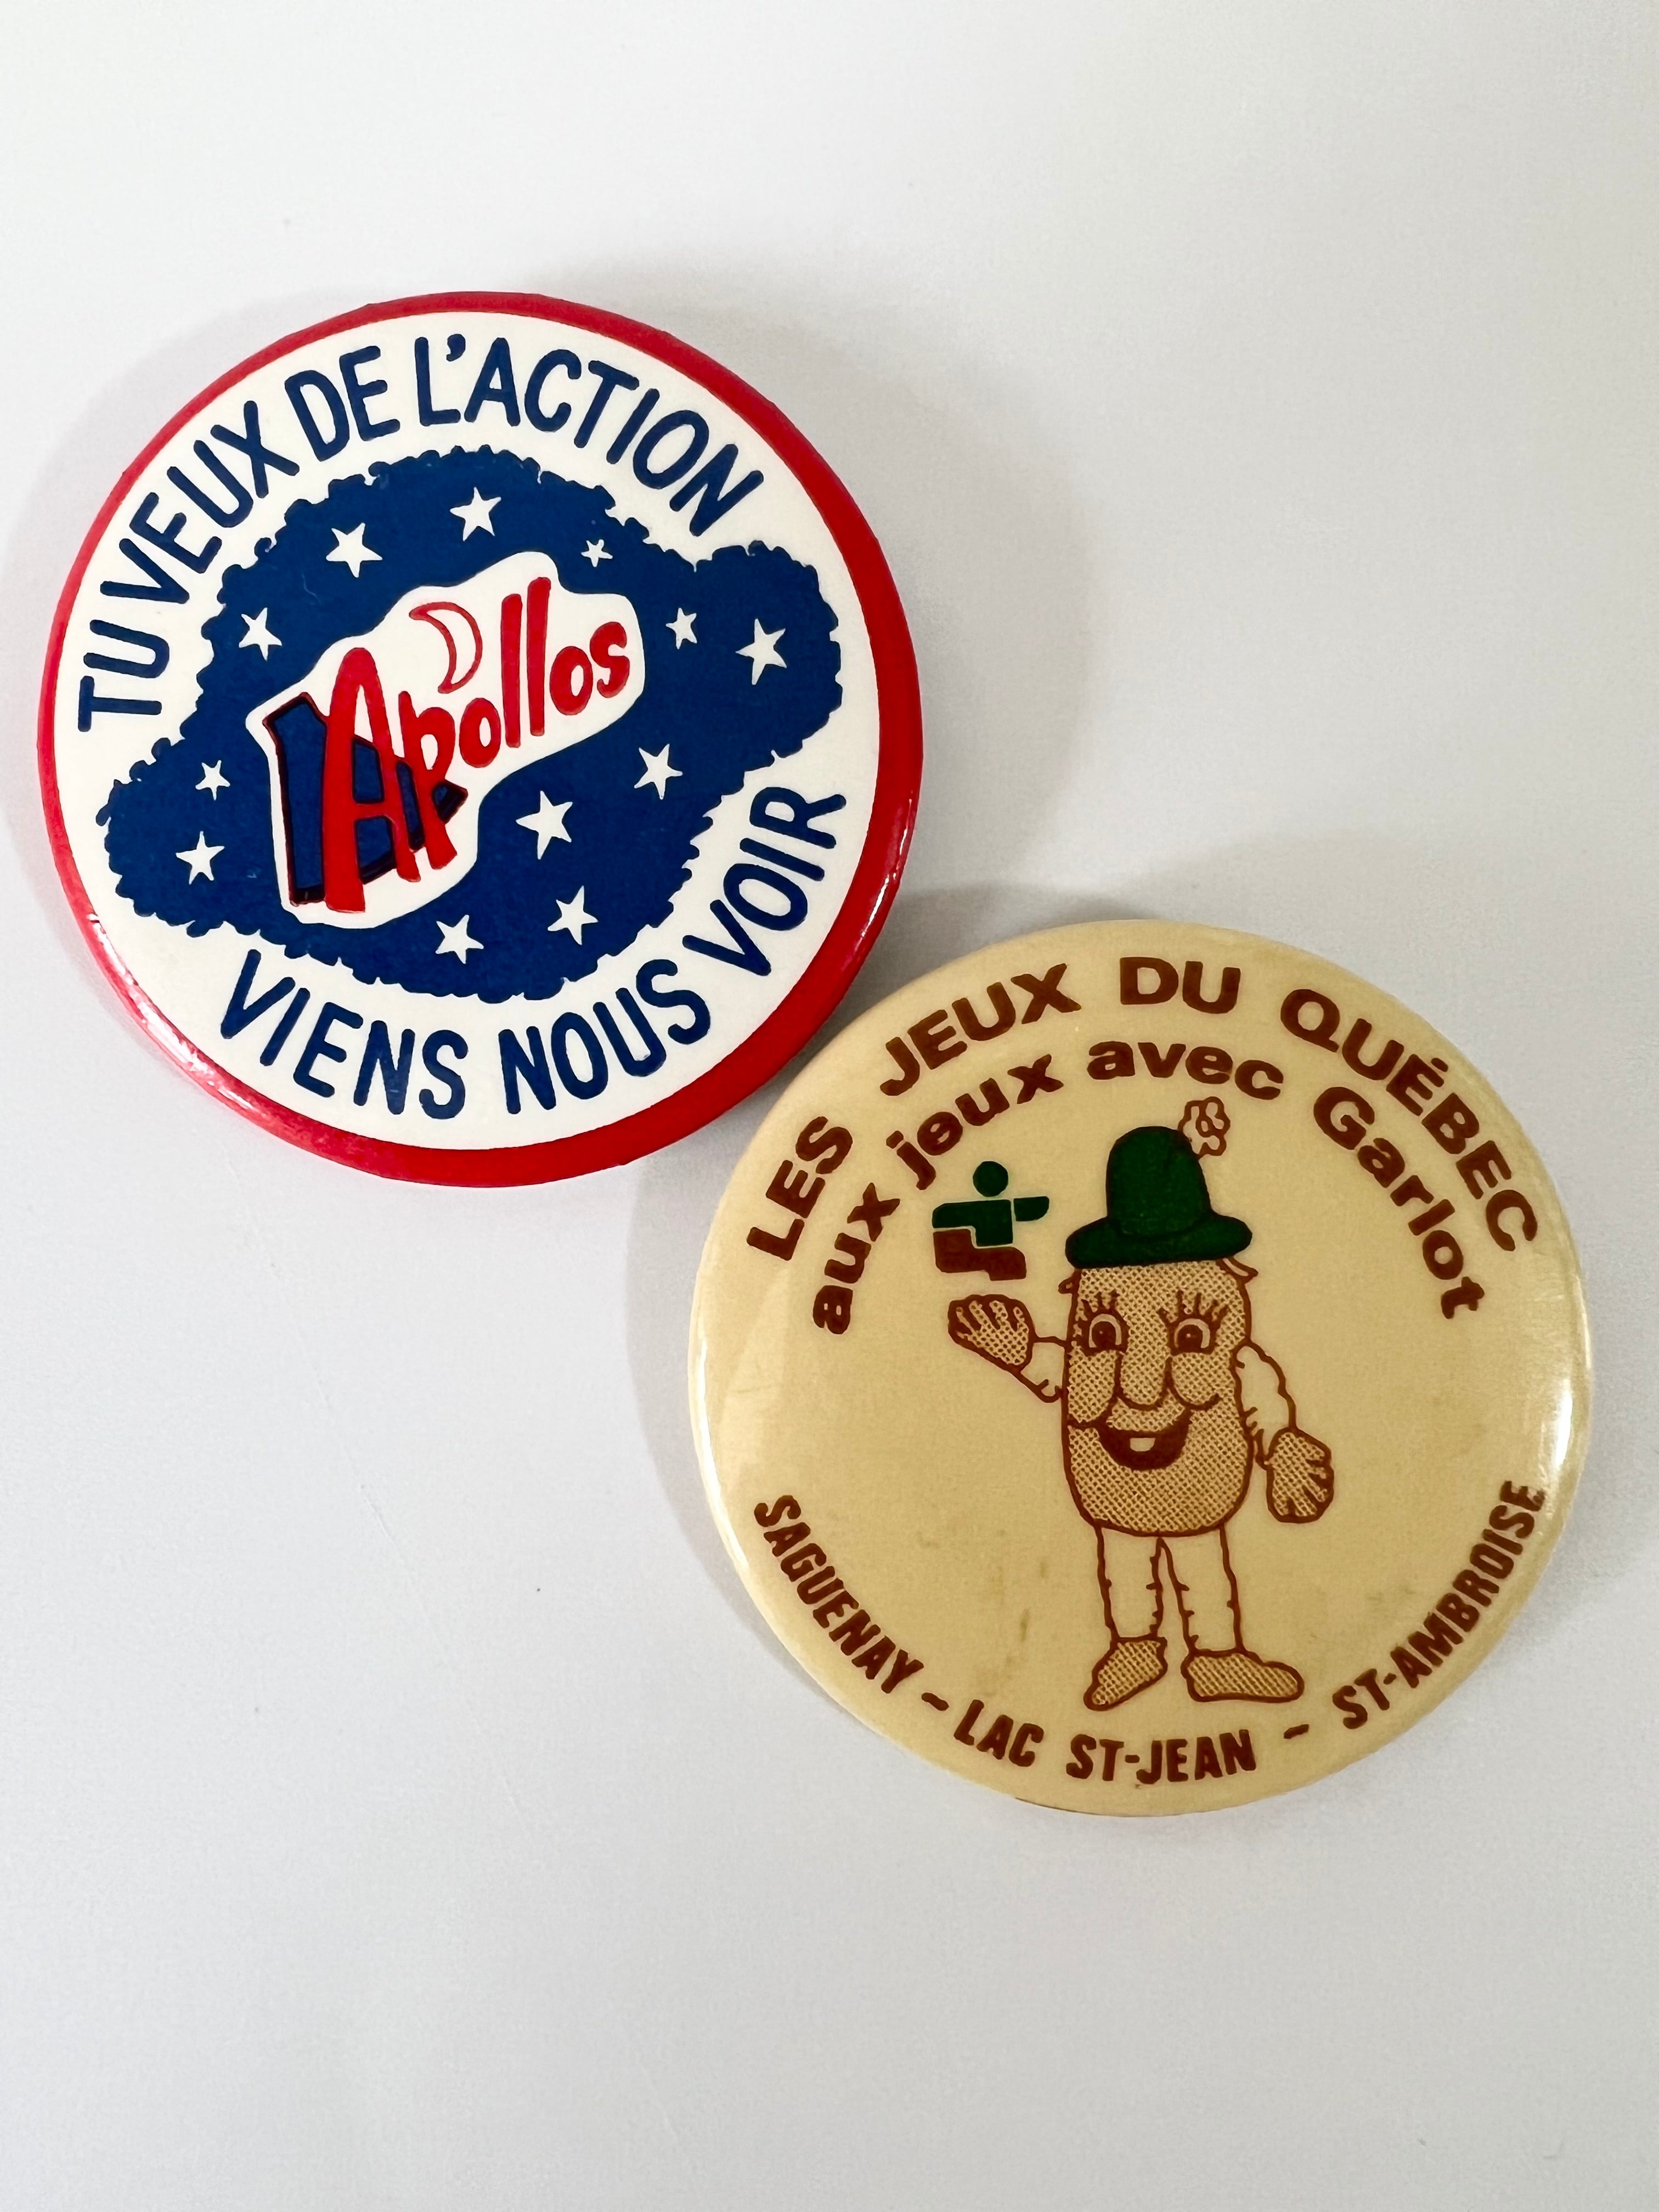 TU VEUX DE L'ACTION
Apollos
VIENS NOUS VOIR
LES JEUX DU QUÉBEC
aux jeux avec Garlot
SAGUENAY - LAC ST-JEAN - ST-AMBROISE